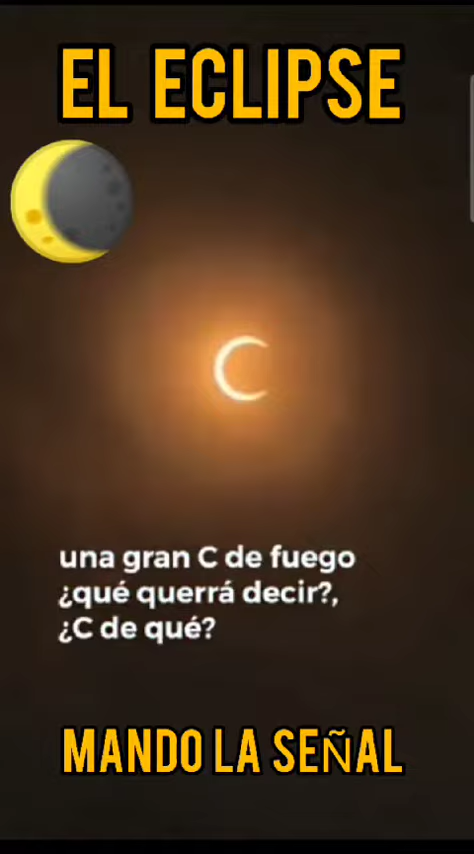 EL ECLIPSE
una gran C de fuego
¿qué querrá decir?,
¿C de qué?
MANDO LA SEÑAL